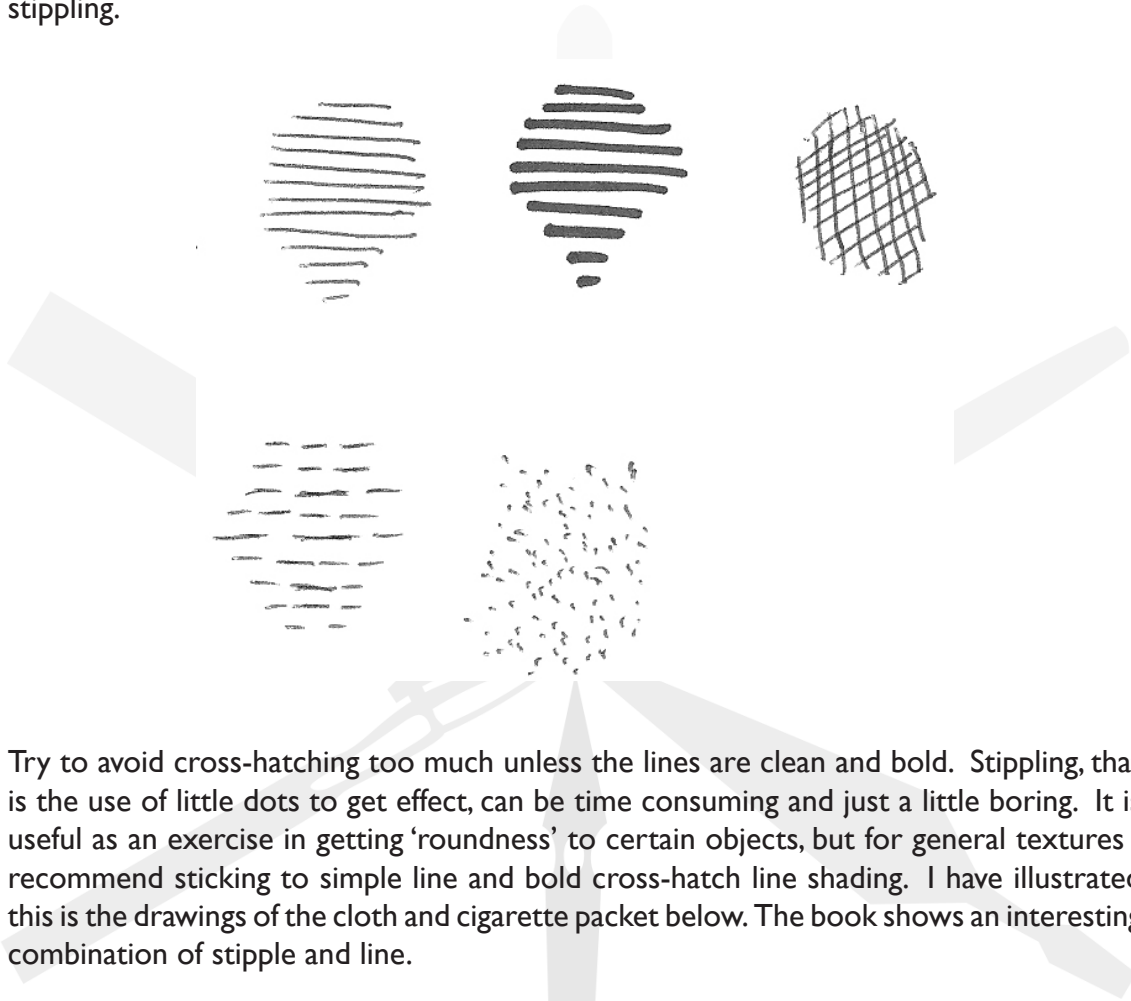 stippling.
Try to avoid cross-hatching too much unless the lines are clean and bold. Stippling, tha
is the use of little dots to get effect, can be time consuming and just a little boring. It is
useful as an exercise in getting ‘roundness’ to certain objects, but for general textures
recommend sticking to simple line and bold cross-hatch line shading. I have illustrated
this is the drawings of the cloth and cigarette packet below. The book shows an interesting
combination of stipple and line.